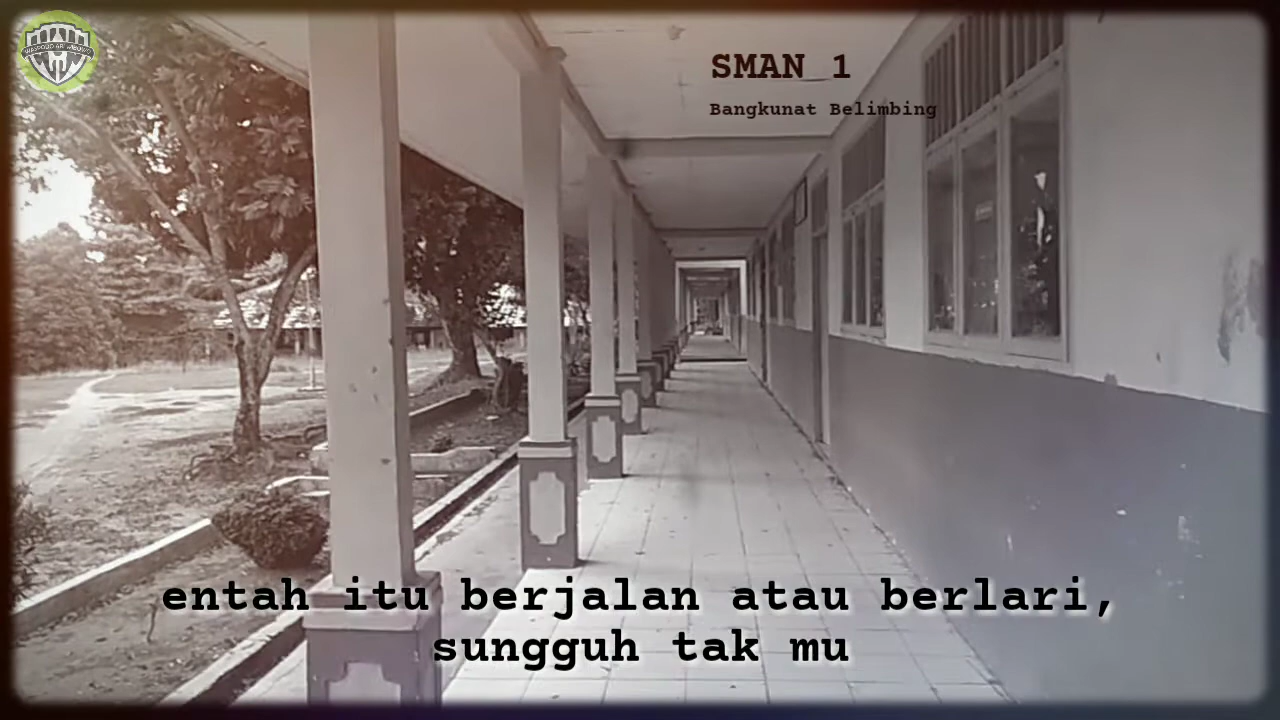 SMAN 1
Bangkunat Belimbing
entah itu berjalan atau berlari,
sungguh tak mu